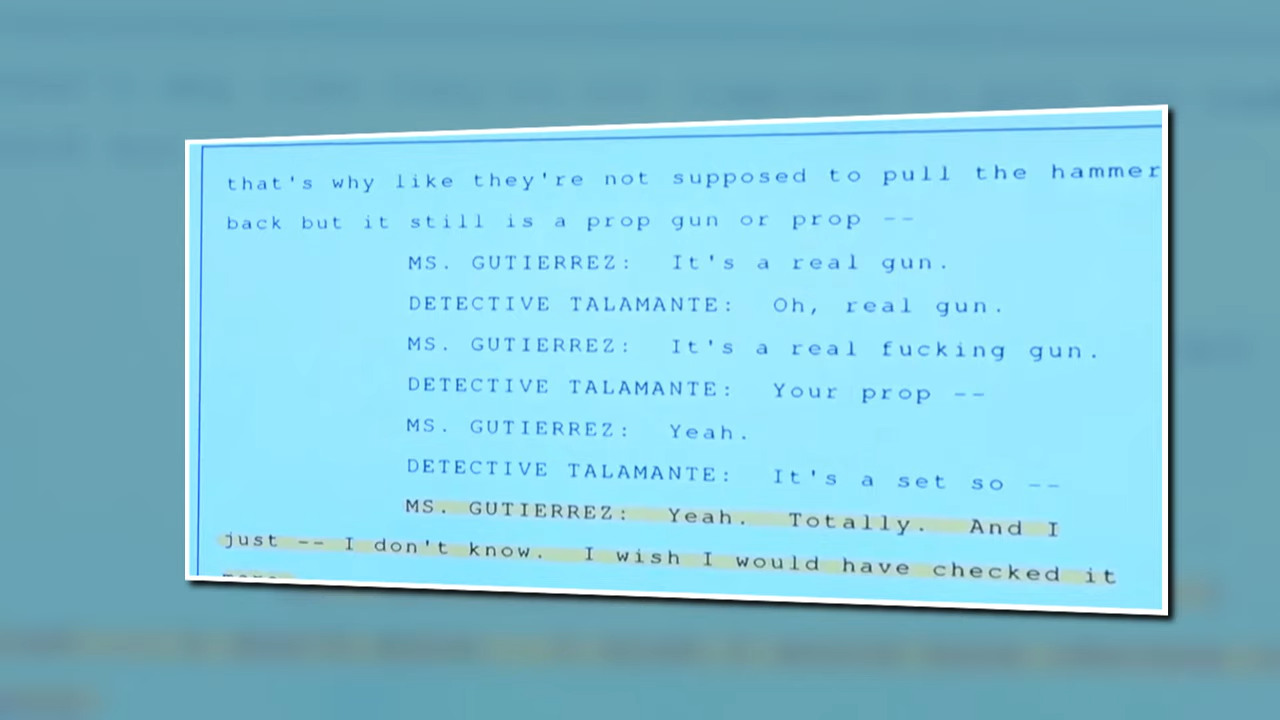 that's why like they're not supposed to pull the hammer
back but it still is a prop gun or prop --
MS. GUTIERREZ: It's a real gun.
DETECTIVE TALAMANTE: Oh, real gun.
MS. GUTIERREZ: It's a real fucking gun.
DETECTIVE TALAMANTE: Your prop --
MS. GUTIERREZ: Yeah.
DETECTIVE TALAMANTE: It's a set so --
MS. GUTIERREZ: Yeah. Totally. And I
just -- I don't know. I wish I would have checked it